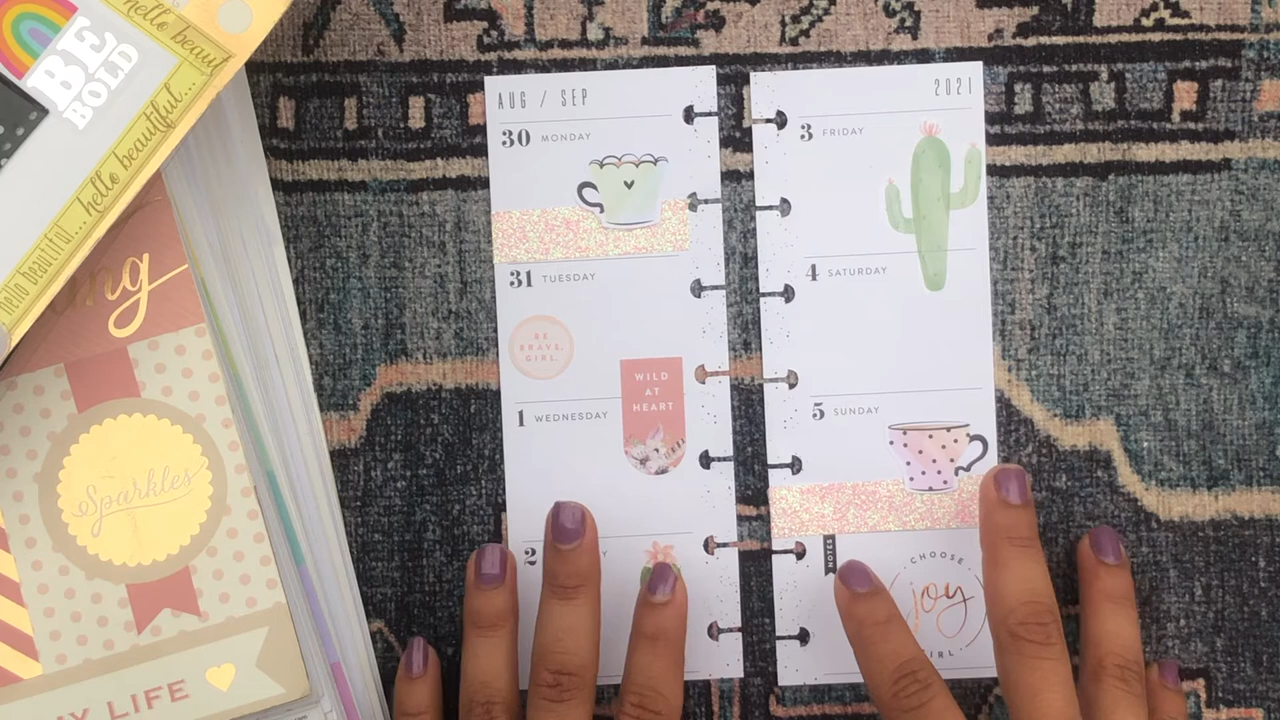 hello beaut
BE
BOLD
hello beautiful...
hello beautiful...
ng
Sparkles
MY LIFE
AUG / SEP
30 MONDAY
31 TUESDAY
BE
BRAVE,
GIRL.
WILD
AT
HEART
1 WEDNESDAY
2
2021
3 FRIDAY
4 SATURDAY
5 SUNDAY
NOTES
CHOOSE
joy
GIRL